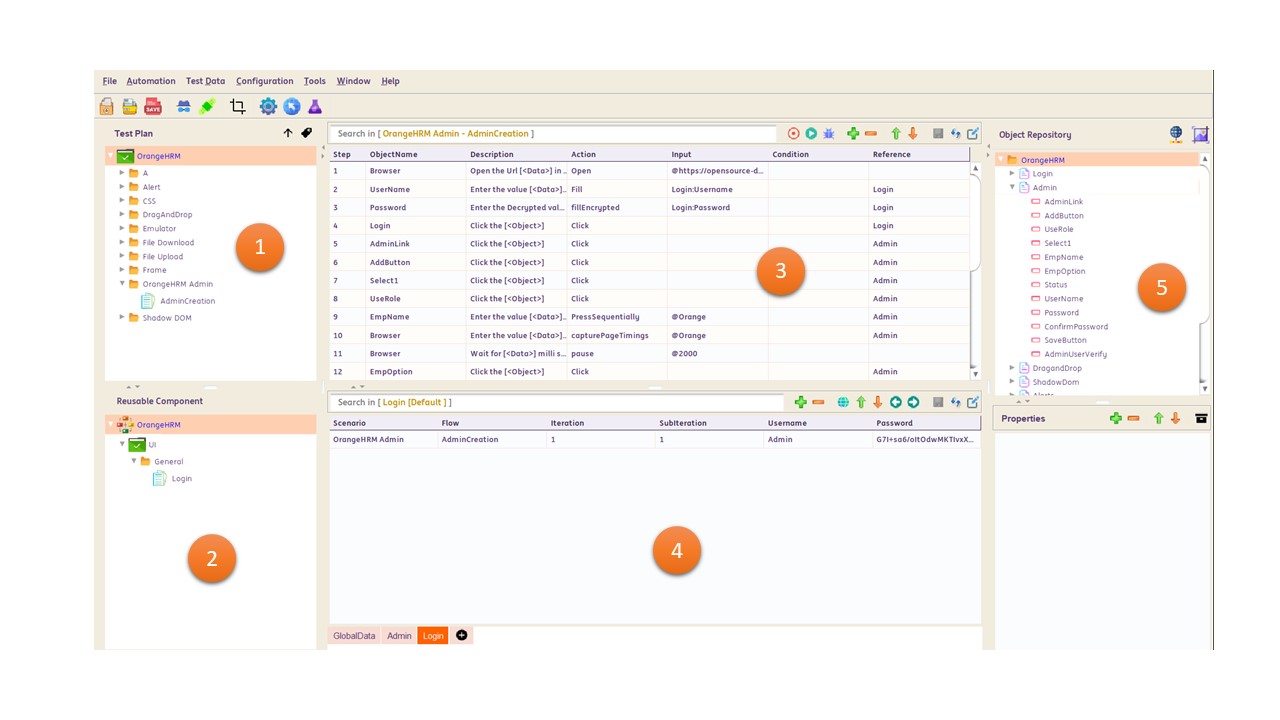 File Automation Test Data Configuration Tools Window Help
SAVE
Test Plan
OrangeHRM
A
Alert
CSS
DragAndDrop
Emulator
File Download
File Upload
Frame
OrangeHRM Admin
AdminCreation
Shadow DOM
1
Reusable Component
OrangeHRM
UI
General
Login
2
Search in [ OrangeHRM Admin - AdminCreation ]
Step ObjectName Description Action Input Condition Reference
1 Browser Open the Url [<Data>] in .. Open @https://opensource-d...
2 UserName Enter the value [<Data>].. Fill Login:Username Login
3 Password Enter the Decrypted val... fillEncrypted Login:Password Login
4 Login Click the [<Object>] Click Login
5 AdminLink Click the [<Object>] Click Admin
6 AddButton Click the [<Object>] Click Admin
7 Select1 Click the [<Object>] Click Admin
8 UseRole Click the [<Object>] Click Admin
9 EmpName Enter the value [<Data>].. PressSequentially @Orange Admin
10 Browser Enter the value [<Data>].. capturePageTimings @Orange Admin
11 Browser Wait for [<Data>] milli s... pause @2000
12 EmpOption Click the [<Object>] Click Admin
3
Search in [ Login [Default ] ]
Scenario Flow Iteration SubIteration Username Password
OrangeHRM Admin AdminCreation 1 1 Admin
4
GlobalData Admin Login
Object Repository
OrangeHRM
Login
Admin
AdminLink
AddButton
UseRole
Select1
EmpName
EmpOption
Status
UserName
Password
ConfirmPassword
SaveButton
AdminUserVerify
DragandDrop
ShadowDom
5
Properties